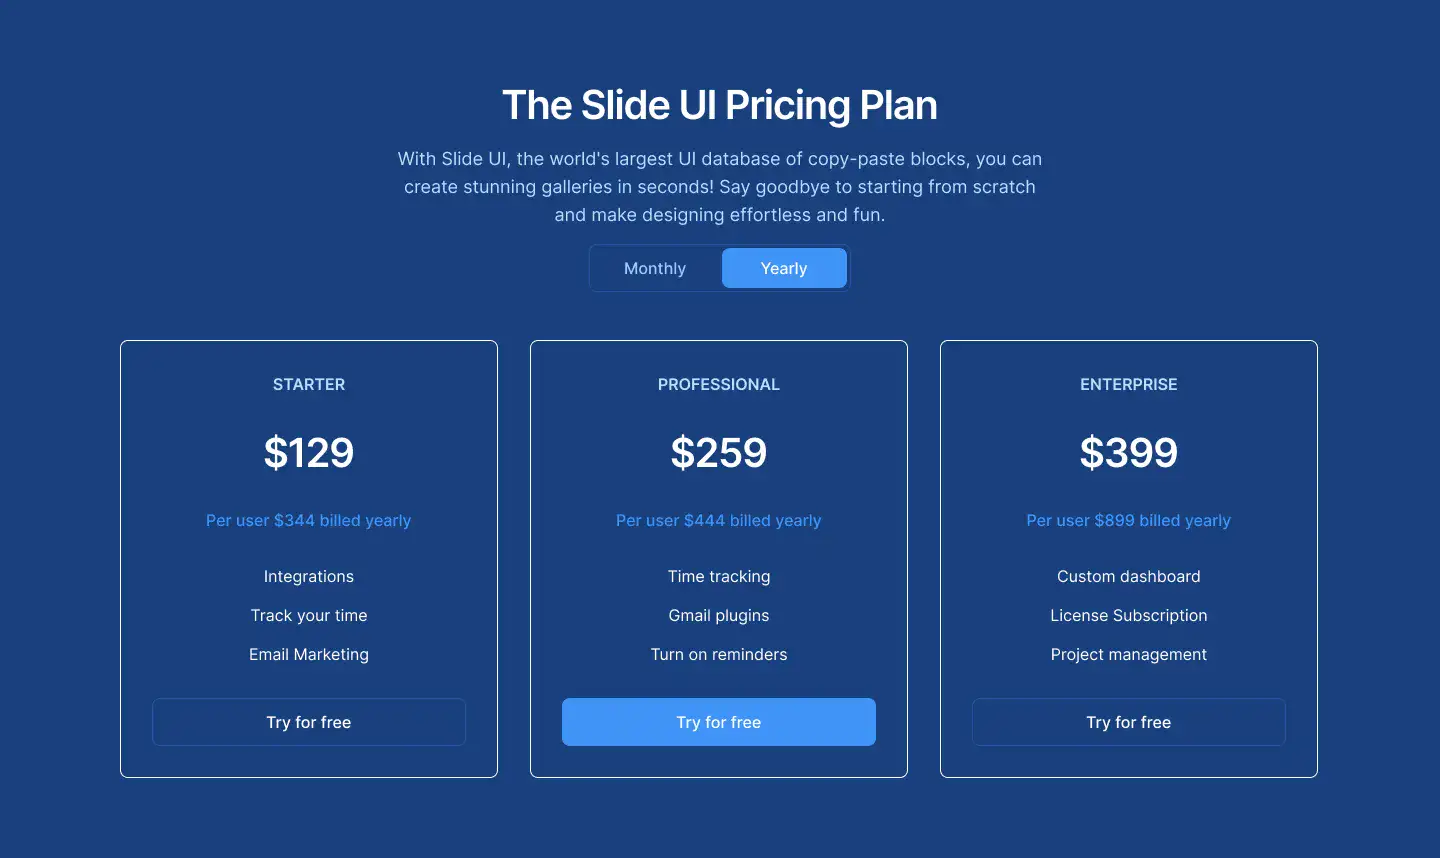 The Slide UI Pricing Plan
With Slide UI, the world's largest UI database of copy-paste blocks, you can
create stunning galleries in seconds! Say goodbye to starting from scratch
and make designing effortless and fun.
Monthly
Yearly
STARTER
$129
Per user $344 billed yearly
Integrations
Track your time
Email Marketing
Try for free
PROFESSIONAL
$259
Per user $444 billed yearly
Time tracking
Gmail plugins
Turn on reminders
Try for free
ENTERPRISE
$399
Per user $899 billed yearly
Custom dashboard
License Subscription
Project management
Try for free